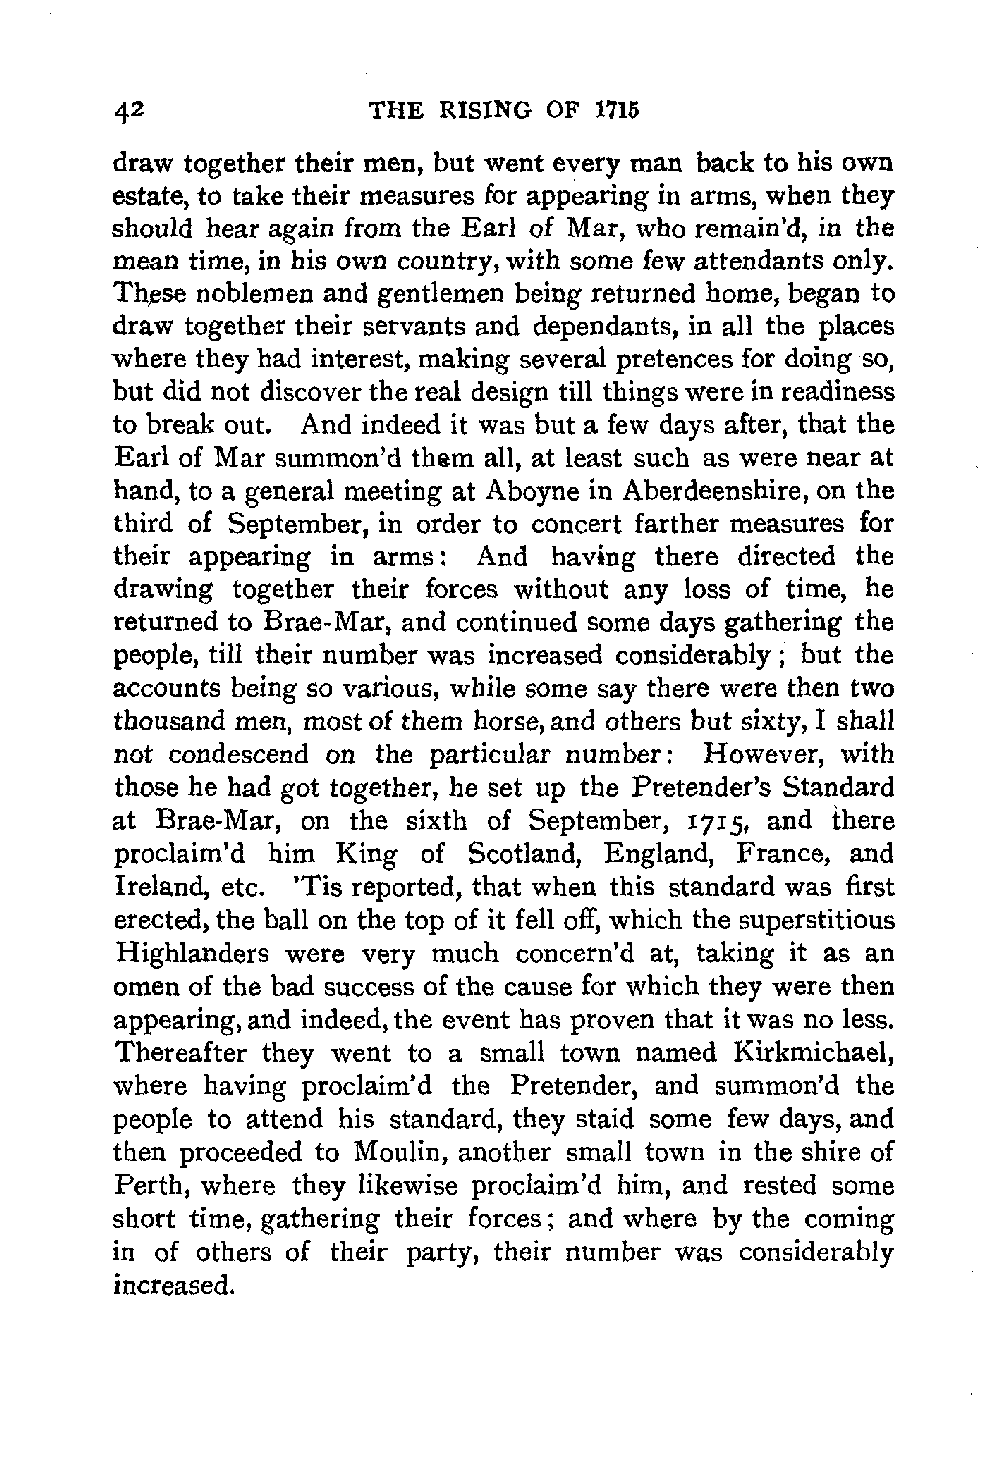 42 THE RISING OF 1715
draw together their men, but went every man back to his own
estate, to take their measures for appearing in arms, when they
should hear again from the Earl of Mar, who remain'd, in the
mean time, in his own country, with some few attendants only.
These noblemen and gentlemen being returned home, began to
draw together their servants and dependants, in all the places
where they had interest, making several pretences for doing so,
but did not discover the real design till things were in readiness
to break out. And indeed it was but a few days after, that the
Earl of Mar summon'd them all, at least such as were near at
hand, to a general meeting at Aboyne in Aberdeenshire, on the
third of September, in order to concert farther measures for
their appearing in arms: And having there directed the
drawing together their forces without any loss of time, he
returned to Brae-Mar, and continued some days gathering the
people, till their number was increased considerably; but the
accounts being so various, while some say there were then two
thousand men, most of them horse, and others but sixty, I shall
not condescend on the particular number: However, with
those he had got together, he set up the Pretender's Standard
at Brae-Mar, on the sixth of September, 1715, and there
proclaim'd him King of Scotland, England, France, and
Ireland, etc. 'Tis reported, that when this standard was first
erected, the ball on the top of it fell off, which the superstitious
Highlanders were very much concern'd at, taking it as an
omen of the bad success of the cause for which they were then
appearing, and indeed, the event has proven that it was no less.
Thereafter they went to a small town named Kirkmichael,
where having proclaim'd the Pretender, and summon'd the
people to attend his standard, they staid some few days, and
then proceeded to Moulin, another small town in the shire of
Perth, where they likewise proclaim'd him, and rested some
short time, gathering their forces; and where by the coming
in of others of their party, their number was considerably
increased.